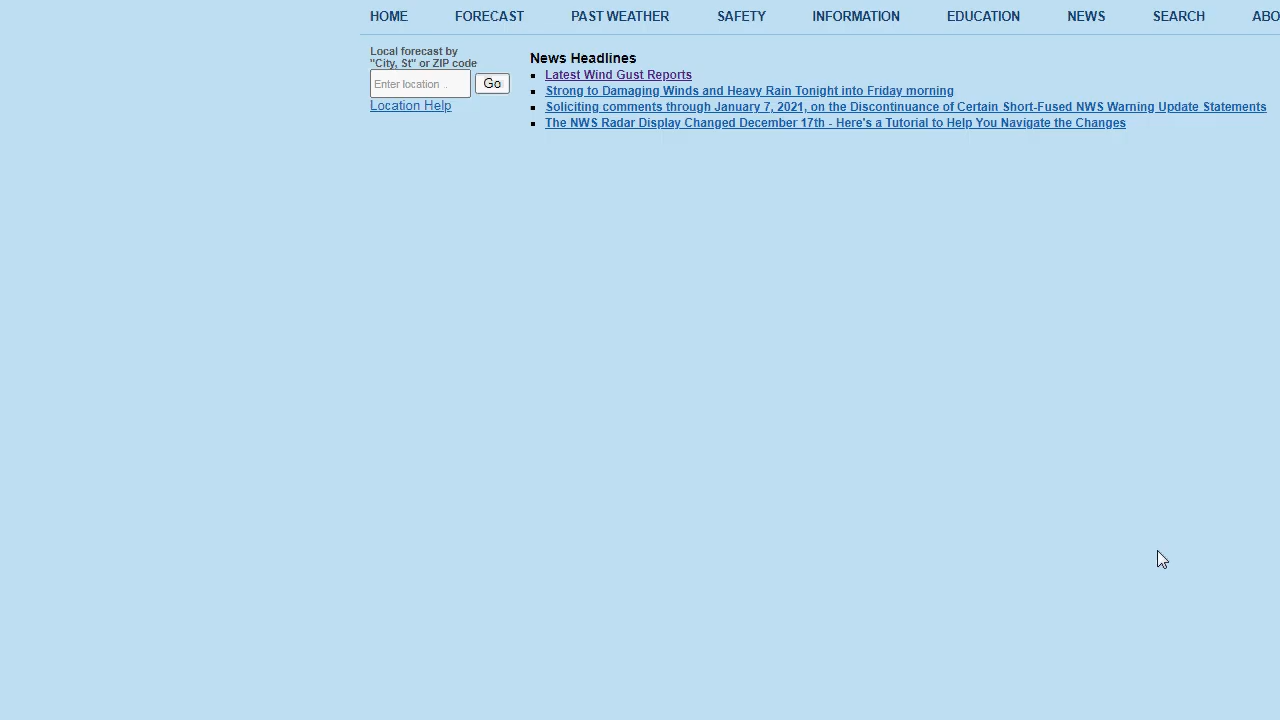 HOME FORECAST PAST WEATHER SAFETY INFORMATION EDUCATION NEWS SEARCH ABO
Local forecast by
"City, St" or ZIP code
Enter location ..
Go
Location Help
News Headlines
Latest Wind Gust Reports
Strong to Damaging Winds and Heavy Rain Tonight into Friday morning
Soliciting comments through January 7, 2021, on the Discontinuance of Certain Short-Fused NWS Warning Update Statements
The NWS Radar Display Changed December 17th - Here's a Tutorial to Help You Navigate the Changes